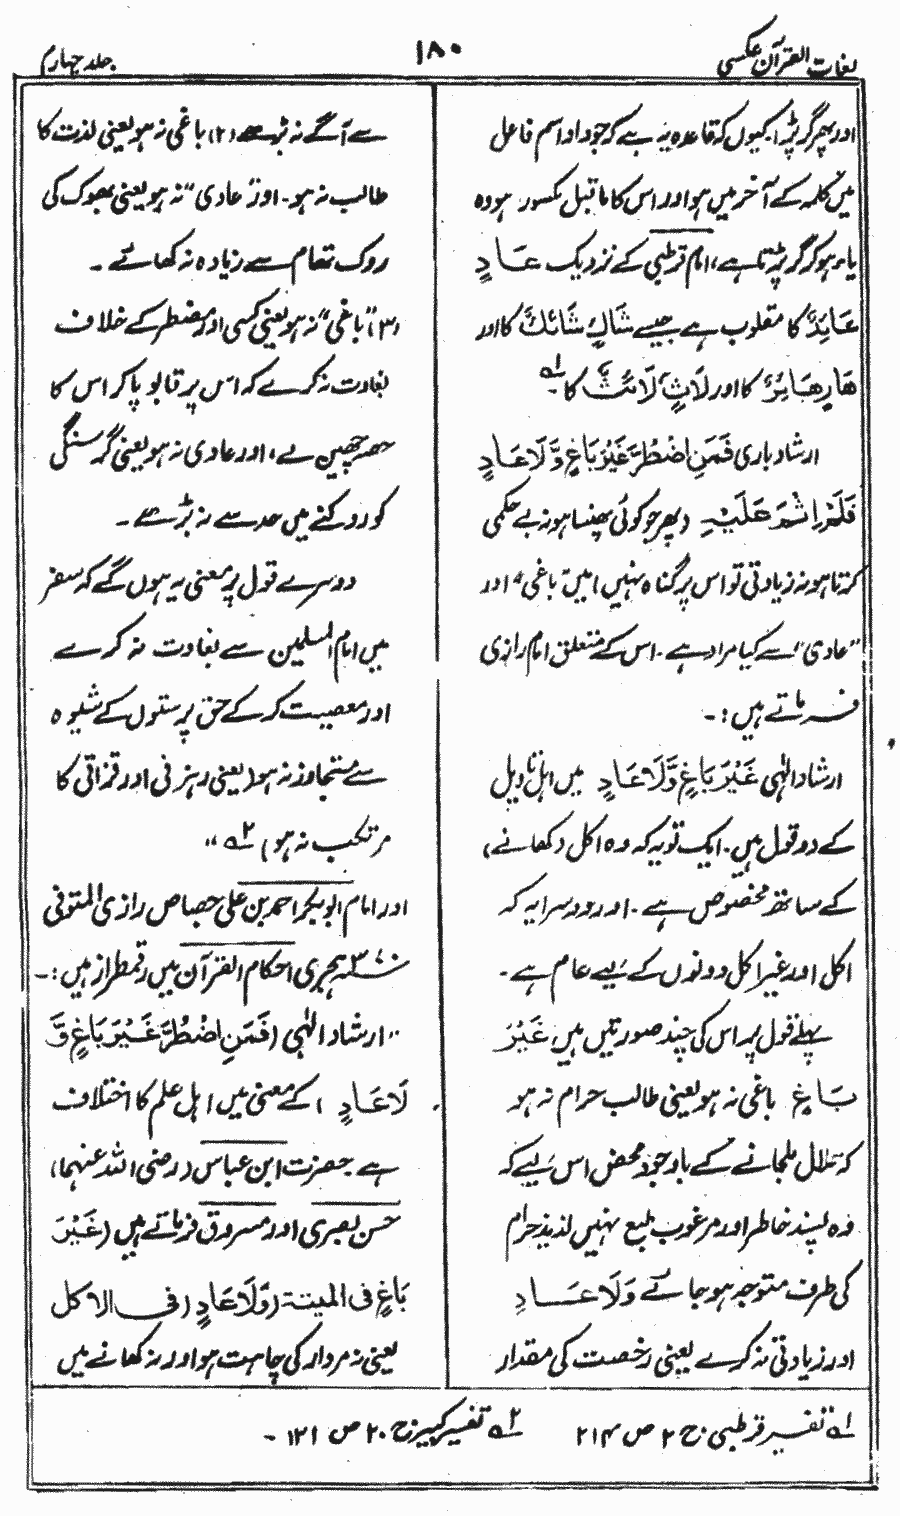 لغات القرآن عکسی
۱۸۰
جلد چہارم
اور پھر گر پڑا۔ کیوں کہ قاعدہ یہ ہے کہ جو واو اسم فاعل
میں کلمہ کے آخر میں ہو اور اس کا ماقبل مکسور ہو وہ
یاء ہو کر گر پڑتا ہے، امام قرطبی کے نزدیک عَادٍ
عَائِدٌ کا مقلوب ہے جیسے شَاكٍ شَائكٌ کا اور
هَارٍ هَائِرٌ کا اور لَاثٍ لَائثٌ کا ۔ ؎۱
ارشاد باری فَمَنِ اضْطُرَّ غَيْرَ بَاغٍ وَّلَا عَادٍ
فَلَآ اِثْمَ عَلَيْهِ (پھر جو کوئی پھنسا ہو نہ بے حکمی
کرتا ہو نہ زیادتی تو اس پر گناہ نہیں) میں ”باغی“ اور
”عادی“ سے کیا مراد ہے ۔ اس کے متعلق امام رازی
فرماتے ہیں :۔
ارشاد الٰہی غَيْرَ بَاغٍ وَّلَا عَادٍ میں اہل تاویل
کے دو قول ہیں۔ ایک تو یہ کہ وہ اکل (کھانے)
کے ساتھ مخصوص ہے ۔ اور دوسرا یہ کہ
اکل اور غیر اکل دونوں کے لیے عام ہے ۔
پہلے قول پر اس کی چند صورتیں ہیں غَيْرَ
بَاغٍ باغی نہ ہو یعنی طالب حرام نہ ہو
کہ حلال مل جانے کے باوجود محض اس لیے کہ
وہ پسند خاطر اور مرغوب طبع نہیں لذیذ حرام
کی طرف متوجہ ہو جائے وَلَا عَادٍ
اور زیادتی نہ کرے یعنی رخصت کی مقدار
سے آگے نہ بڑھے (۲) باغی نہ ہو یعنی لذت کا
طالب نہ ہو ۔ اور ”عادی“ نہ ہو یعنی بھوک کی
روک تھام سے زیادہ نہ کھائے ۔
(۳) ”باغی“ نہ ہو یعنی کسی اور مضطر کے خلاف
بغاوت نہ کرے کہ اس پر قابو پا کر اس کا
حصہ چھین لے، اور عادی نہ ہو یعنی گرسنگی
کو روکنے میں حد سے نہ بڑھے ۔
دوسرے قول پر معنی یہ ہوں گے کہ سفر
میں امام المسلمین سے بغاوت نہ کرے
اور معصیت کر کے حق پرستوں کے شیوہ
سے متجاوز نہ ہو (یعنی رہزنی اور قزاقی کا
مرتکب نہ ہو) ؎۲ “
اور امام ابوبکر احمد بن علی جصاص رازی المتوفی
۳۷۰ ہجری احکام القرآن میں رقمطراز ہیں :۔
”ارشاد الٰہی (فَمَنِ اضْطُرَّ غَيْرَ بَاغٍ وَّ
لَا عَادٍ) کے معنی میں اہل علم کا اختلاف
ہے حضرت ابن عباس (رضی اللہ عنہما)
حسن بصری اور مسروق فرماتے ہیں (غَيْرَ
بَاغٍ فی المیتۃ (وَّلَا عَادٍ) فی الاکل
یعنی نہ مردار کی چاہت ہو اور نہ کھانے میں
؎۱ تفسیر قرطبی ج ۲ ص ۲۱۴
؎۲ تفسیر کبیر ج ۲ ص ۱۲۱ ۔